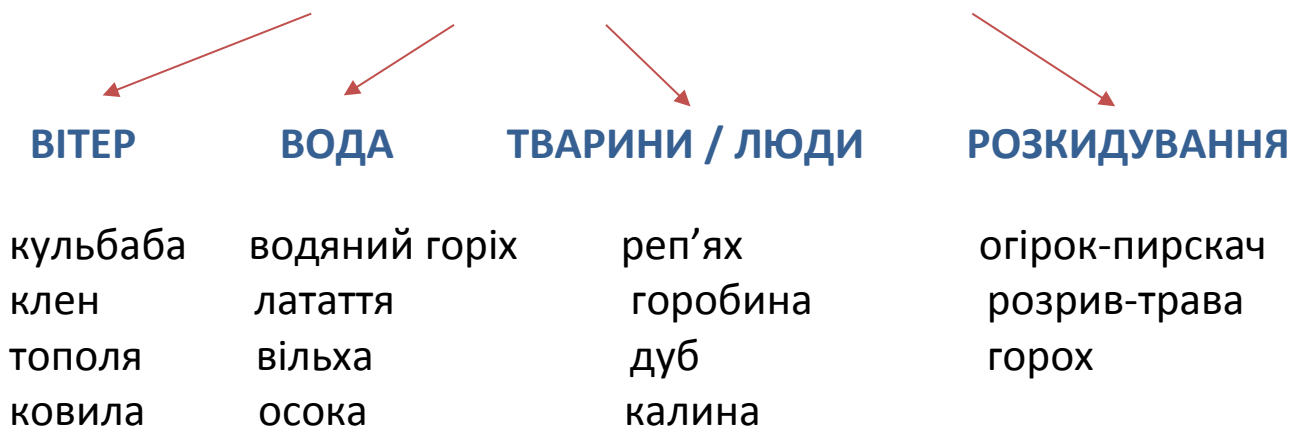 ВІТЕР ВОДА ТВАРИНИ / ЛЮДИ РОЗКИДУВАННЯ
кульбаба водяний горіх реп’ях огірок-пирскач
клен латаття горобина розрив-трава
тополя вільха дуб горох
ковила осока калина